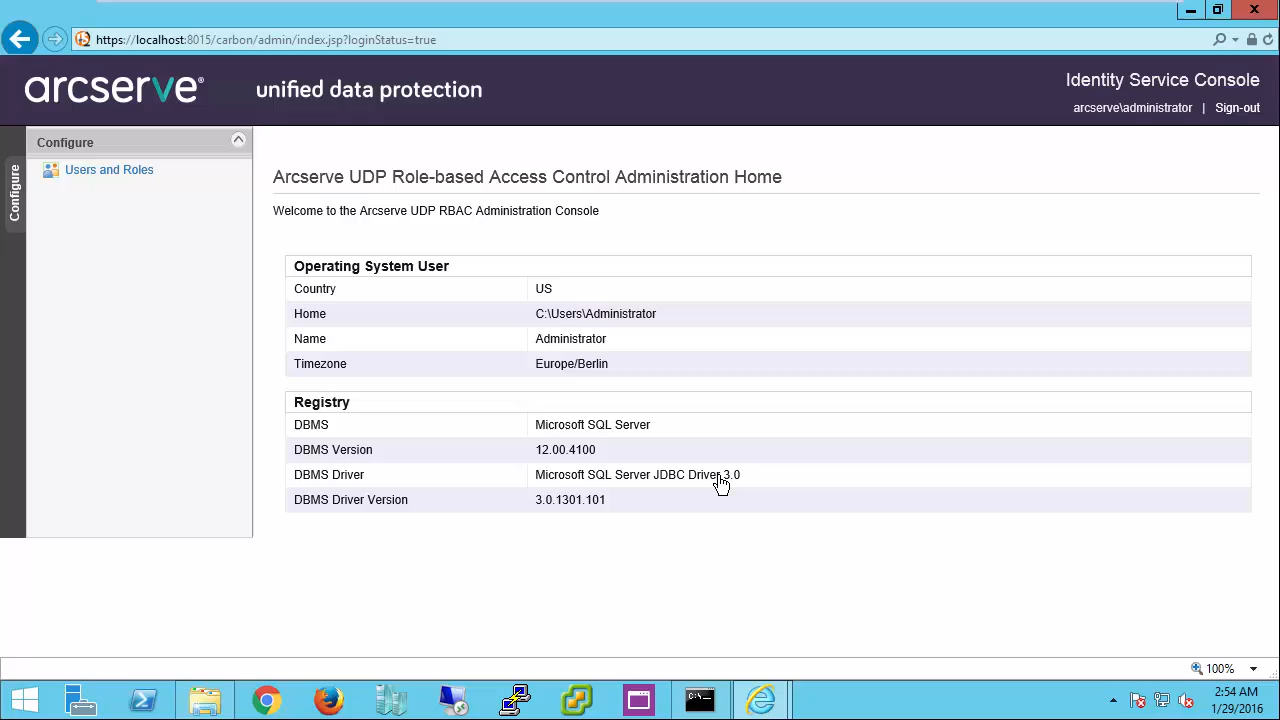 https://localhost:8015/carbon/admin/index.jsp?loginStatus=true
arcserve®
unified data protection
Identity Service Console
arcserve\administrator | Sign-out
Configure
Configure
Users and Roles
Arcserve UDP Role-based Access Control Administration Home
Welcome to the Arcserve UDP RBAC Administration Console
Operating System User
Country US
Home C:\Users\Administrator
Name Administrator
Timezone Europe/Berlin
Registry
DBMS Microsoft SQL Server
DBMS Version 12.00.4100
DBMS Driver Microsoft SQL Server JDBC Driver 3.0
DBMS Driver Version 3.0.1301.101
100%
2:54 AM
1/29/2016